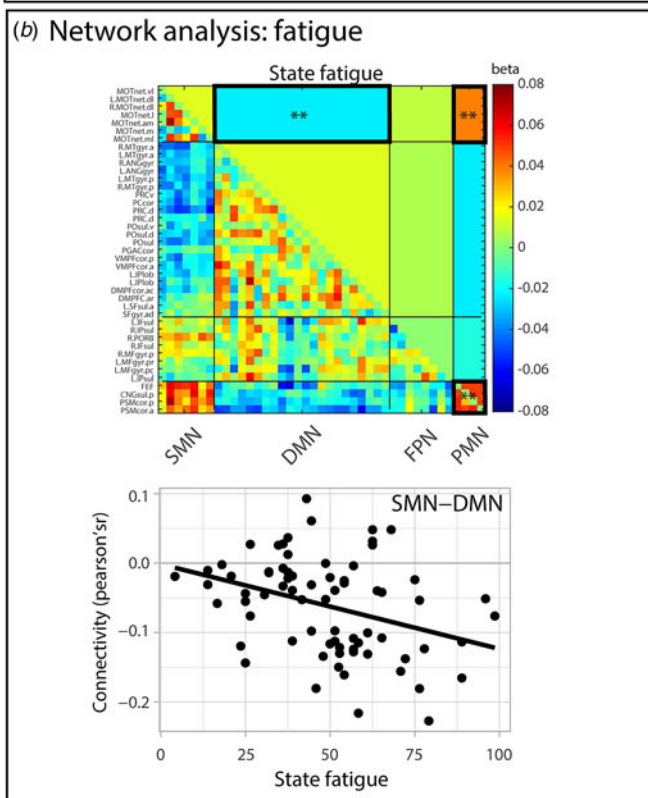 (b) Network analysis: fatigue
State fatigue
beta
MOTnet.vl
L.MOTnet.dl
R.MOTnet.dl
MOTnet.l
MOTnet.am
MOTnet.m
MOTnet.ml
R.MTgyr.a
L.MTgyr.a
R.ANGgyr
L.ANGgyr
L.MTgyr.p
R.MTgyr.p
PRCv
PCcor
PRC.d
PRC.d
POsul.v
POsul.d
POsul
PGACcor
VMPFcor.p
VMPFcor.a
L.IPlob
L.IPlob
DMPFcor.ac
DMPFC.ar
L.SFsul.a
SFgyr.ad
L.IFsul
R.IPsul
R.PORB
R.IFsul
R.MFgyr.p
L.MFgyr.pr
L.MFgyr.pc
L.IPsul
FEF
CNGsul.p
PSMcor.p
PSMcor.a
**
**
**
0.08
0.06
0.04
0.02
0
-0.02
-0.04
-0.06
-0.08
SMN
DMN
FPN
PMN
SMN–DMN
Connectivity (pearson'sr)
0.1
0.0
−0.1
−0.2
0 25 50 75 100
State fatigue